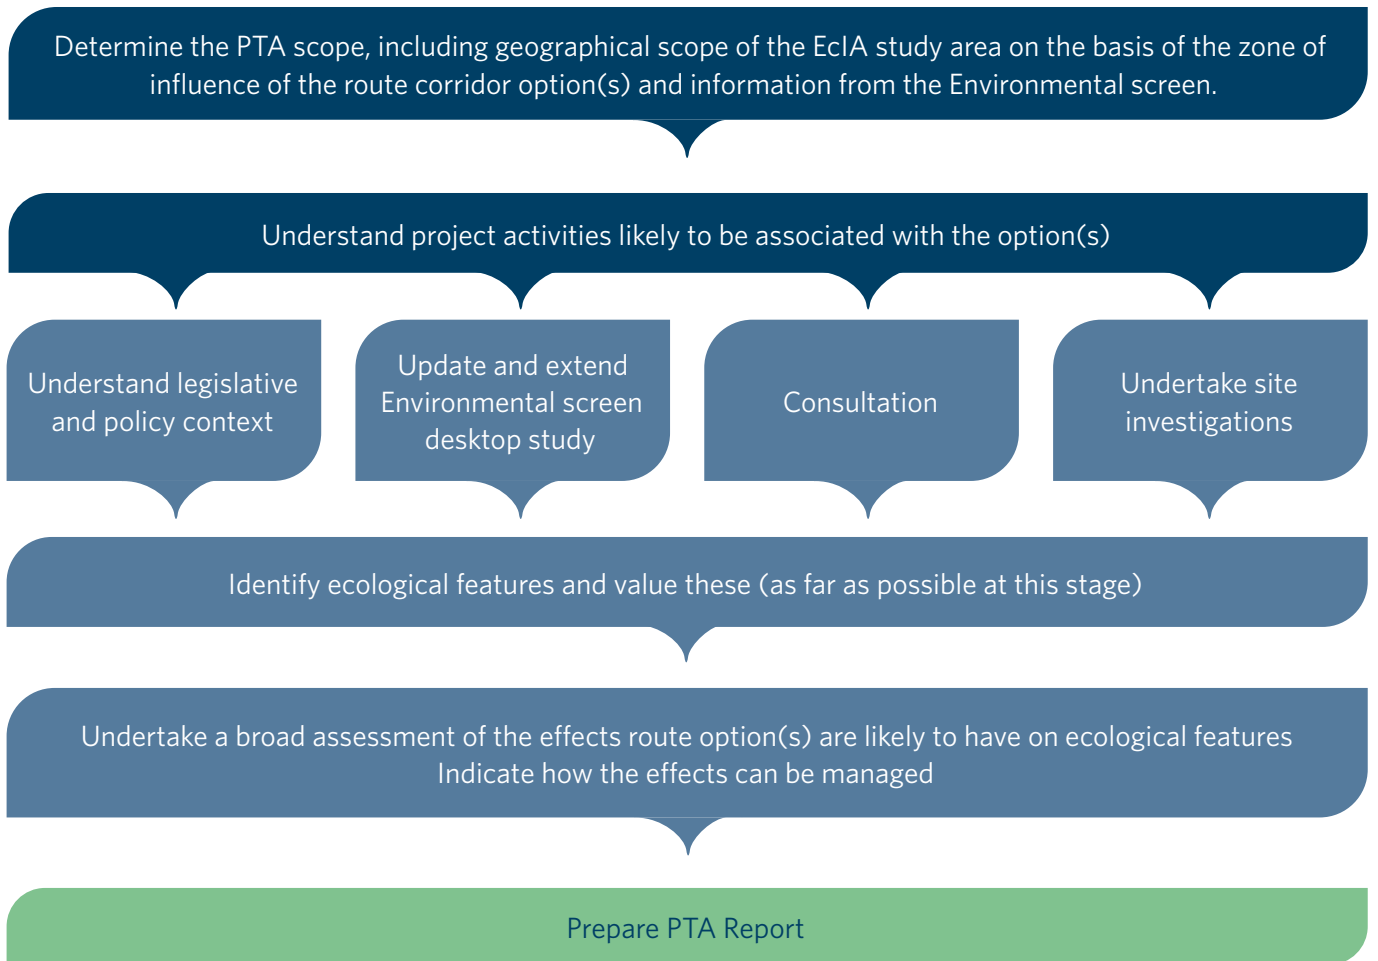 Determine the PTA scope, including geographical scope of the EcIA study area on the basis of the zone of
influence of the route corridor option(s) and information from the Environmental screen.
Understand project activities likely to be associated with the option(s)
Understand legislative
and policy context
Update and extend
Environmental screen
desktop study
Consultation
Undertake site
investigations
Identify ecological features and value these (as far as possible at this stage)
Undertake a broad assessment of the effects route option(s) are likely to have on ecological features
Indicate how the effects can be managed
Prepare PTA Report